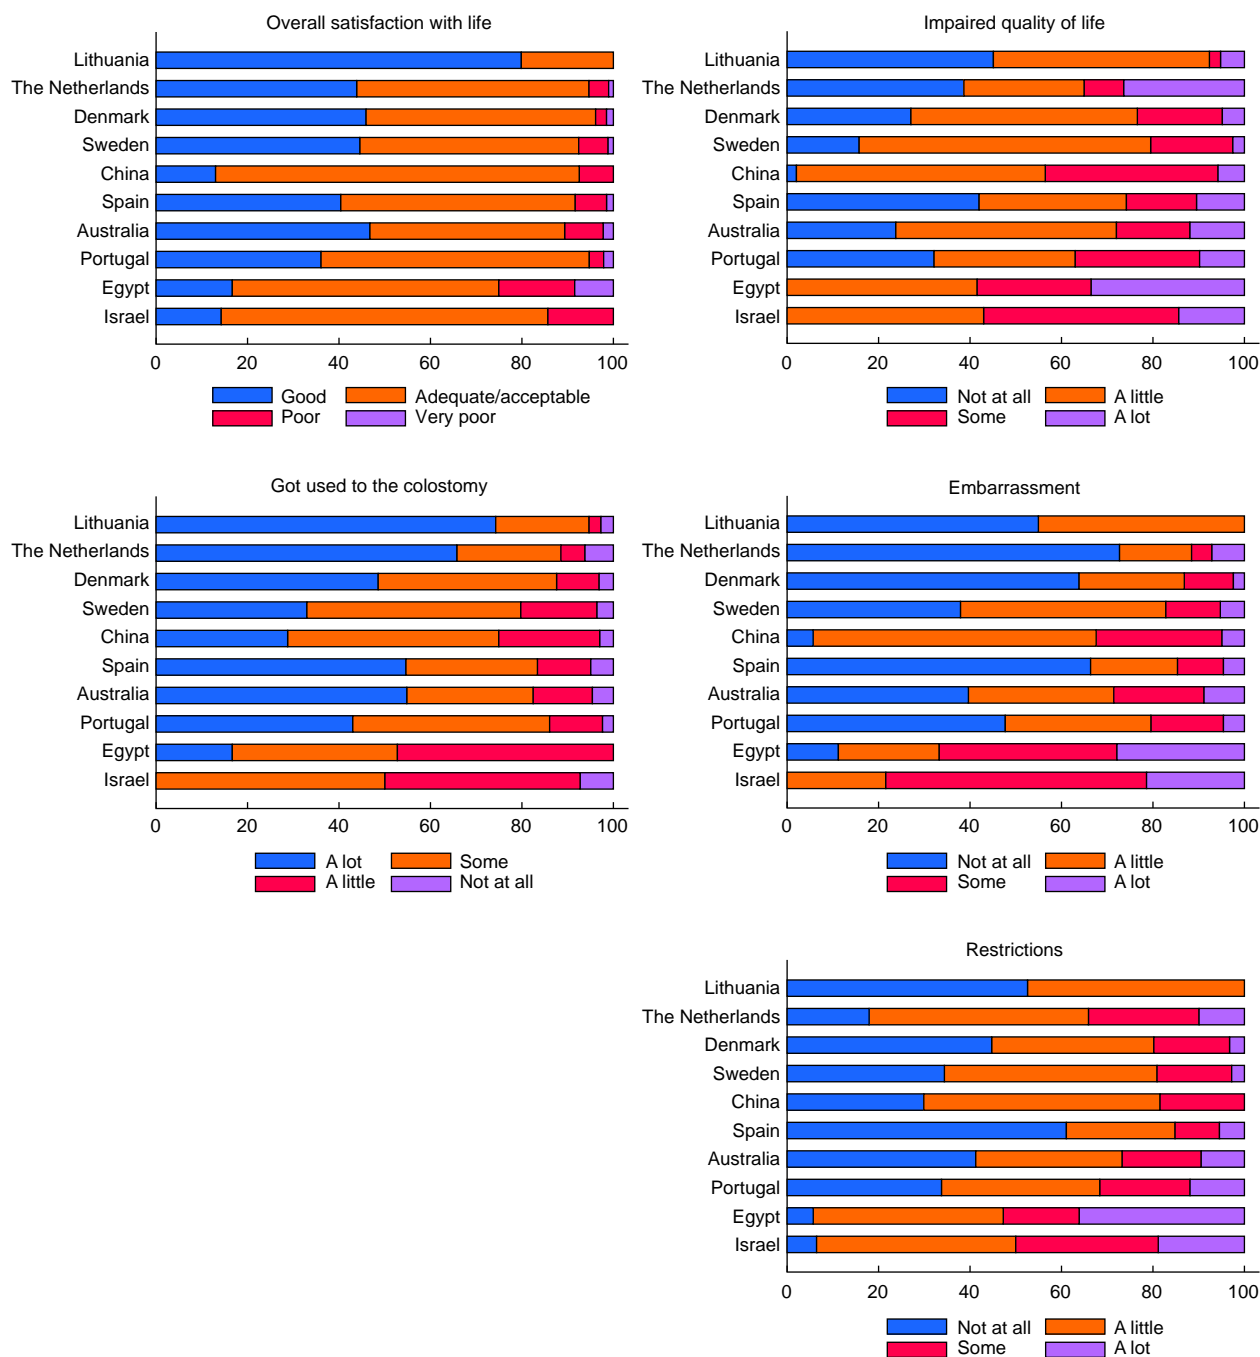 Overall satisfaction with life
Lithuania
The Netherlands
Denmark
Sweden
China
Spain
Australia
Portugal
Egypt
Israel
0 20 40 60 80 100
Good Adequate/acceptable
Poor Very poor
Impaired quality of life
Lithuania
The Netherlands
Denmark
Sweden
China
Spain
Australia
Portugal
Egypt
Israel
0 20 40 60 80 100
Not at all A little
Some A lot
Got used to the colostomy
Lithuania
The Netherlands
Denmark
Sweden
China
Spain
Australia
Portugal
Egypt
Israel
0 20 40 60 80 100
A lot Some
A little Not at all
Embarrassment
Lithuania
The Netherlands
Denmark
Sweden
China
Spain
Australia
Portugal
Egypt
Israel
0 20 40 60 80 100
Not at all A little
Some A lot
Restrictions
Lithuania
The Netherlands
Denmark
Sweden
China
Spain
Australia
Portugal
Egypt
Israel
0 20 40 60 80 100
Not at all A little
Some A lot